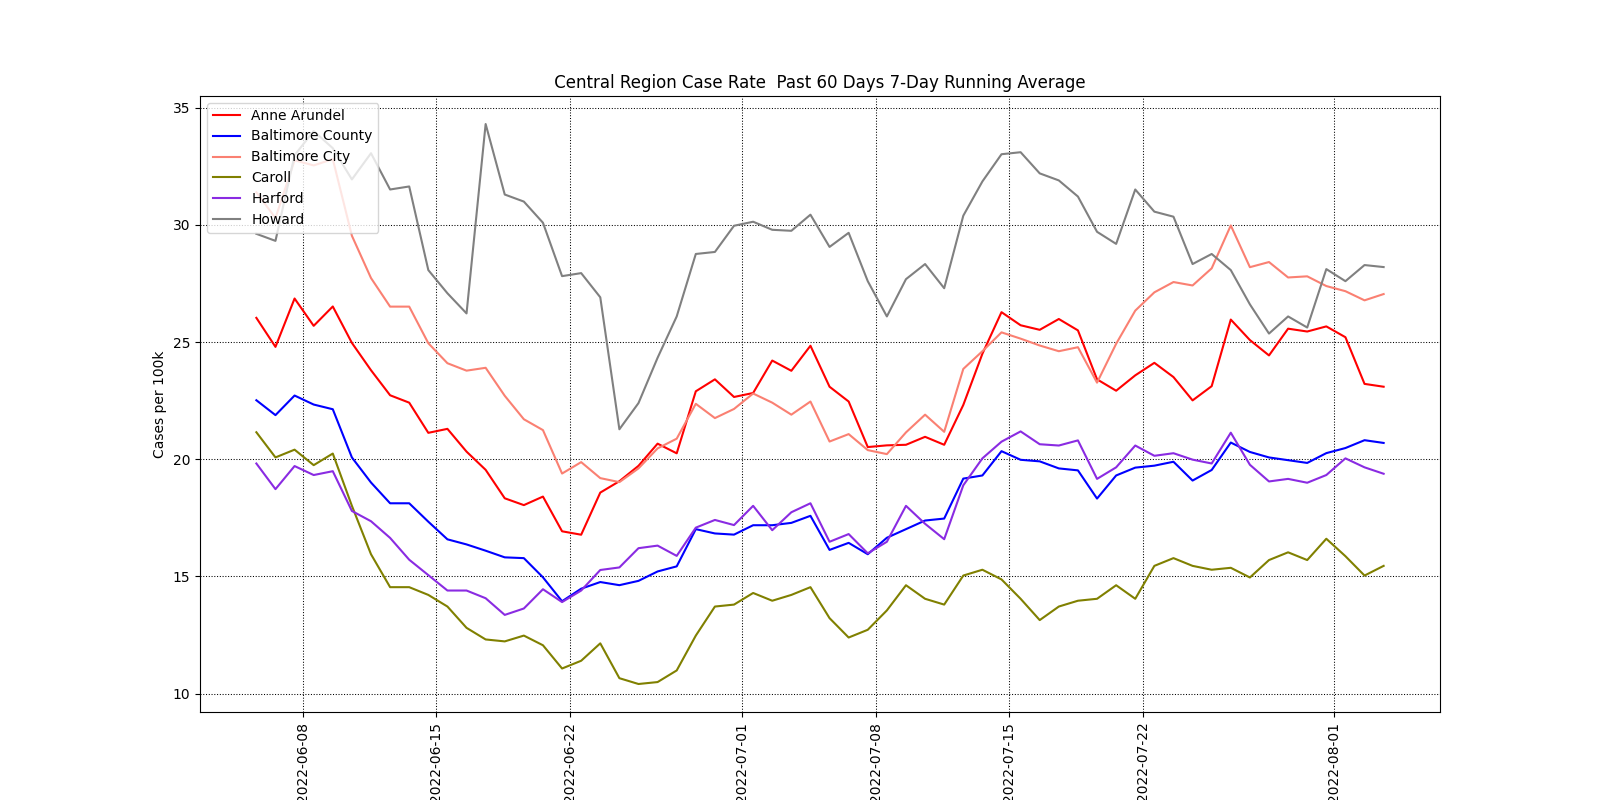 Central Region Case Rate  Past 60 Days 7-Day Running Average
Anne Arundel
Baltimore County
Baltimore City
Caroll
Harford
Howard
Cases per 100k
35
30
25
20
15
10
2022-06-08
2022-06-15
2022-06-22
2022-07-01
2022-07-08
2022-07-15
2022-07-22
2022-08-01